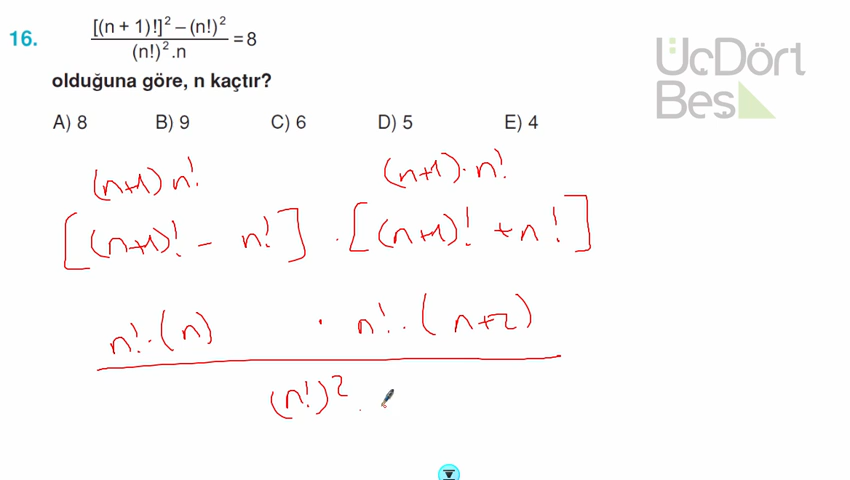 16. [(n + 1)!]² – (n!)² / (n!)² .n = 8
olduğuna göre, n kaçtır?
A) 8 B) 9 C) 6 D) 5 E) 4
ÜçDört
Beş
(n+1) n! (n+1) . n!
[(n+1)! - n!] . [(n+1)! + n!]
n! . (n) . n! . (n+2)
(n!)² .